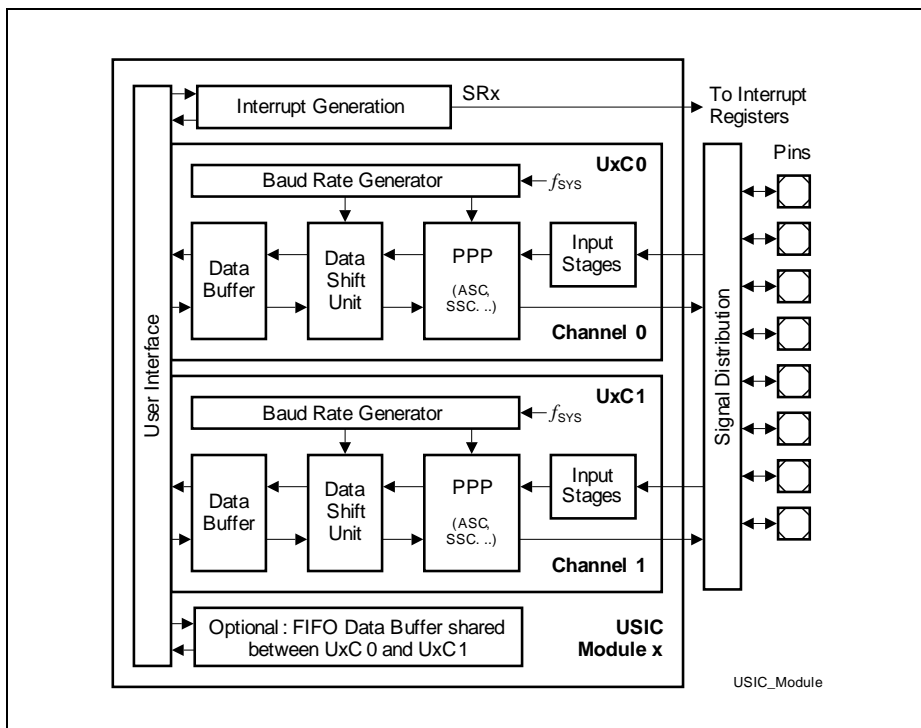 Interrupt Generation
SRx
To Interrupt
Registers
Pins
User Interface
UxC0
Baud Rate Generator
fSYS
Data
Buffer
Data
Shift
Unit
PPP
(ASC,
SSC. ..)
Input
Stages
Channel 0
Signal Distribution
UxC1
Baud Rate Generator
fSYS
Data
Buffer
Data
Shift
Unit
PPP
(ASC,
SSC. ..)
Input
Stages
Channel 1
Optional : FIFO Data Buffer shared
between UxC0 and UxC1
USIC
Module x
USIC_Module